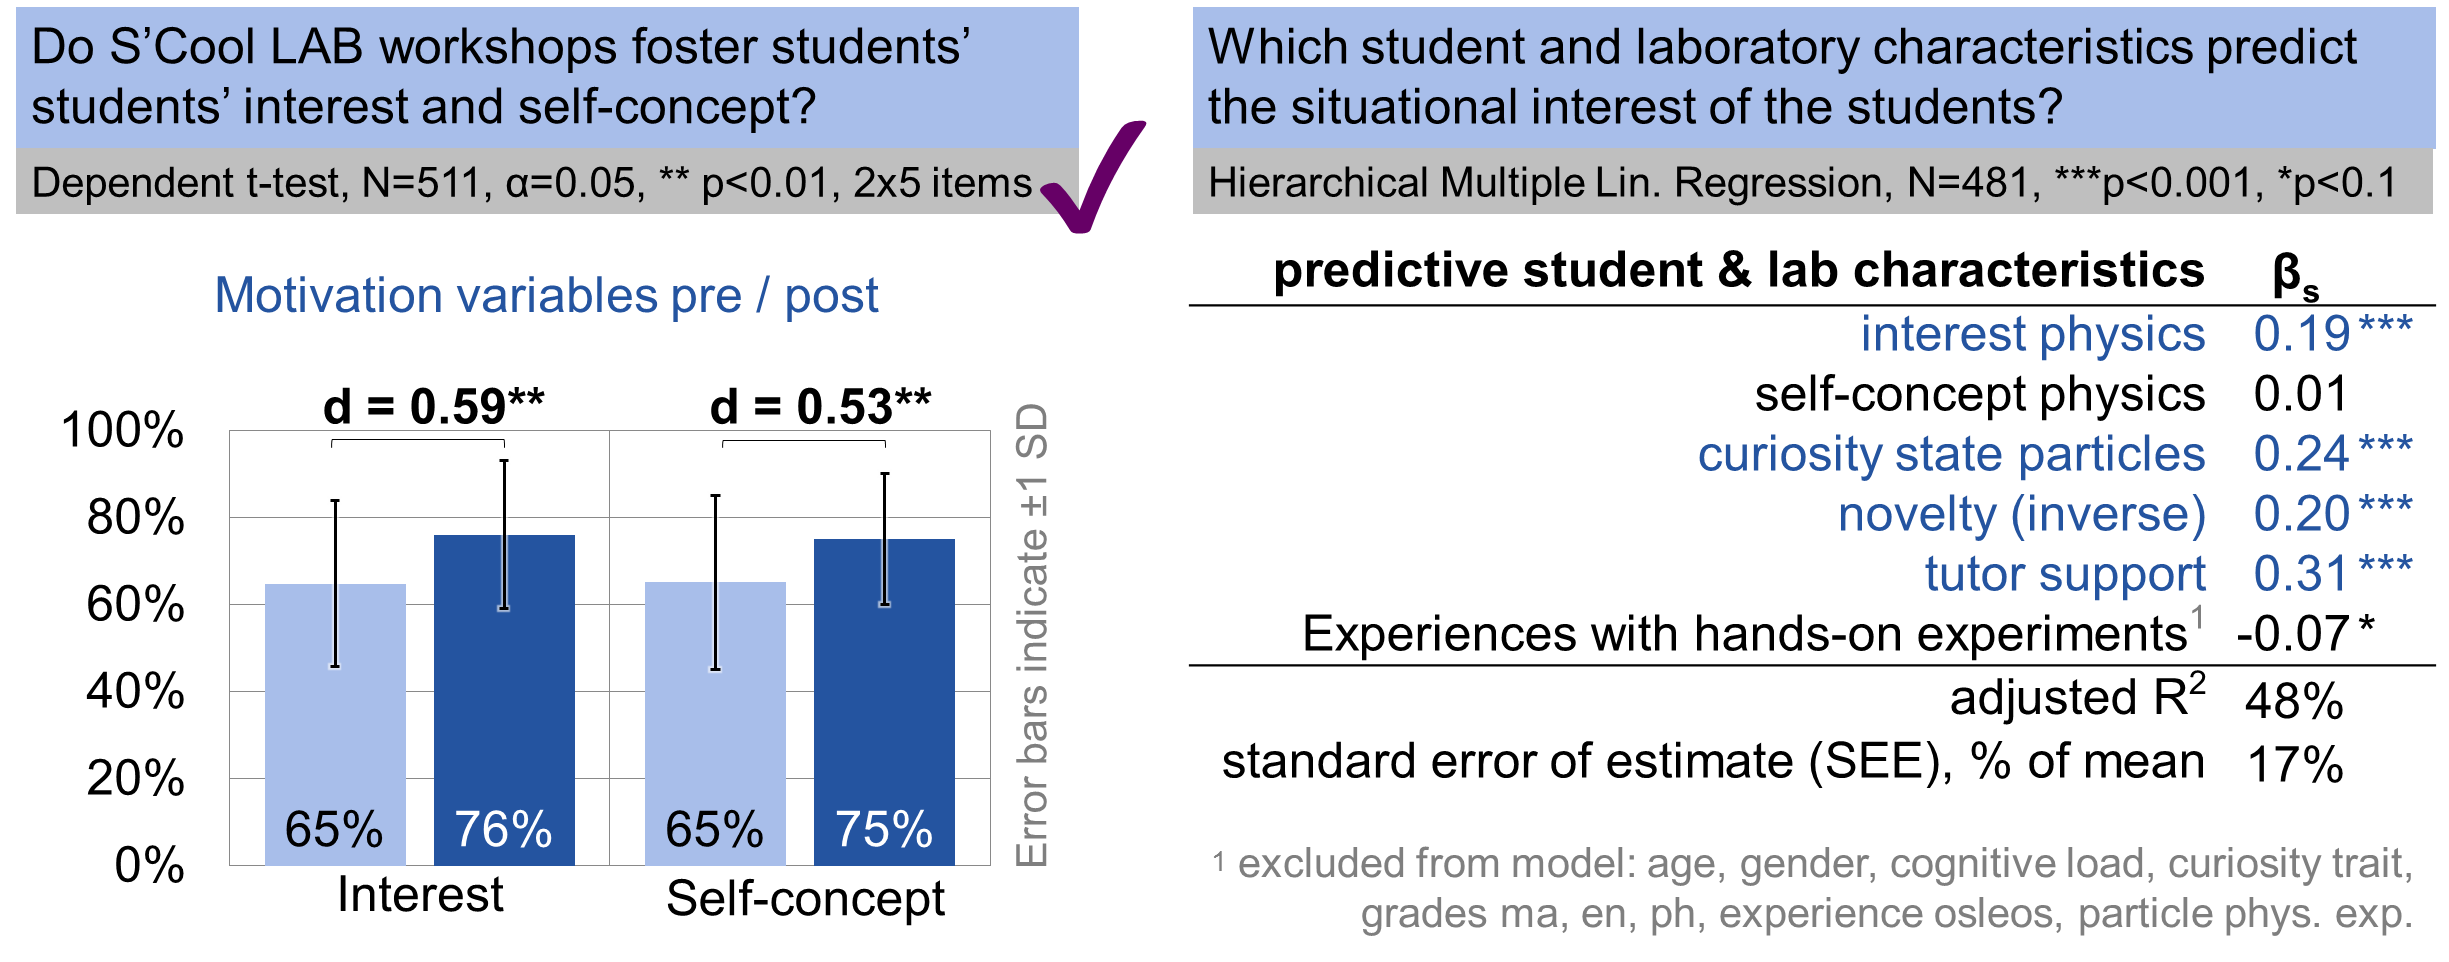 Do S’Cool LAB workshops foster students’
students’ interest and self-concept?
Dependent t-test, N=511, α=0.05, ** p<0.01, 2x5 items
Motivation variables pre / post
d = 0.59**
d = 0.53**
100%
80%
60%
40%
20%
0%
65%
76%
65%
75%
Interest
Self-concept
Error bars indicate ±1 SD
Which student and laboratory characteristics predict
the situational interest of the students?
Hierarchical Multiple Lin. Regression, N=481, ***p<0.001, *p<0.1
predictive student & lab characteristics βs
interest physics 0.19***
self-concept physics 0.01
curiosity state particles 0.24***
novelty (inverse) 0.20***
tutor support 0.31***
Experiences with hands-on experiments¹ -0.07*
adjusted R² 48%
standard error of estimate (SEE), % of mean 17%
¹ excluded from model: age, gender, cognitive load, curiosity trait,
grades ma, en, ph, experience osleos, particle phys. exp.